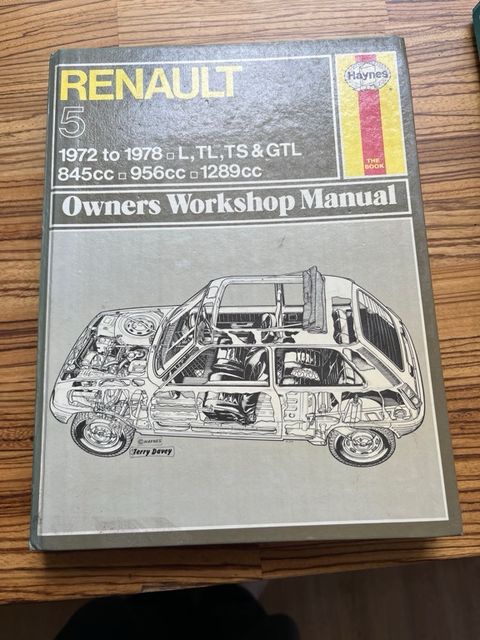 RENAULT
5
1972 to 1978 ▫ L, TL, TS & GTL
845cc ▫ 956cc ▫ 1289cc
Haynes
THE
BOOK
Owners Workshop Manual
© HAYNES
Terry Davey